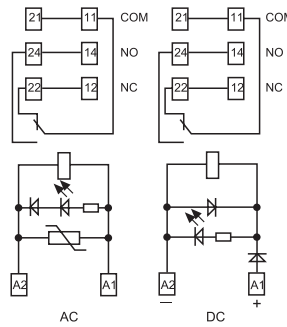 21 11 COM 21 11 COM
24 14 NO 24 14 NO
22 12 NC 22 12 NC
A2 A1 A2 A1
— +
AC DC